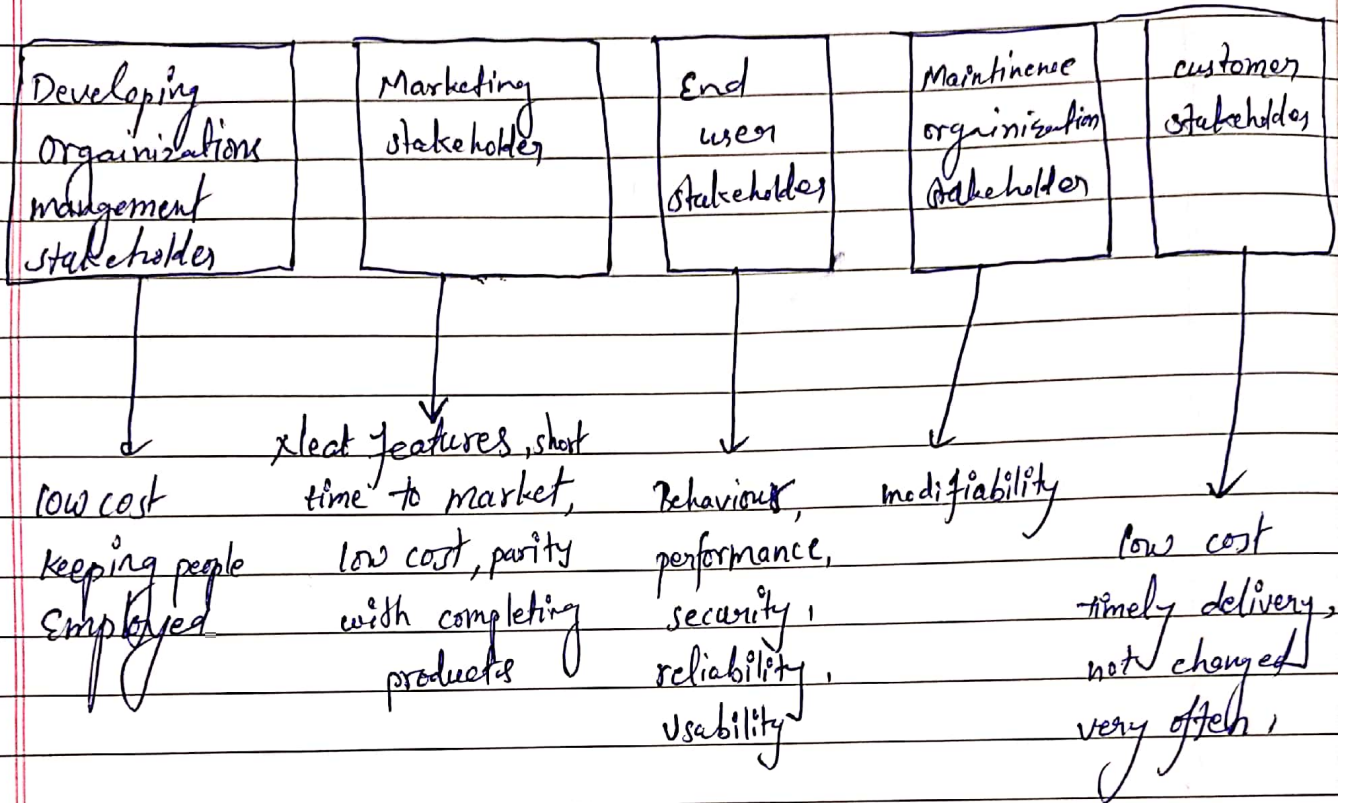 Developing
orgainizations
management
stakeholder
Marketing
stakeholder
End
user
stakeholder
Maintinense
orgainization
stakeholder
customer
stakeholder
low cost
keeping people
Employed
features, short
time to market,
low cost, parity
with completing
products
Behaviour,
performance,
security,
reliability,
Usability
modifiability
low cost
timely delivery,
not changed
very often,